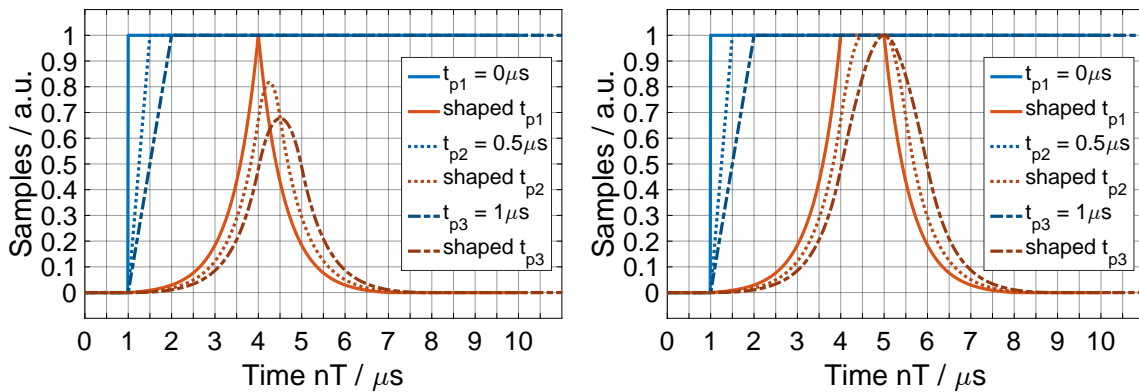 Samples / a.u.
1
0.9
0.8
0.7
0.6
0.5
0.4
0.3
0.2
0.1
0
0 1 2 3 4 5 6 7 8 9 10
Time nT / μs
t_p1 = 0μs
shaped t_p1
t_p2 = 0.5μs
shaped t_p2
t_p3 = 1μs
shaped t_p3
Samples / a.u.
1
0.9
0.8
0.7
0.6
0.5
0.4
0.3
0.2
0.1
0
0 1 2 3 4 5 6 7 8 9 10
Time nT / μs
t_p1 = 0μs
shaped t_p1
t_p2 = 0.5μs
shaped t_p2
t_p3 = 1μs
shaped t_p3